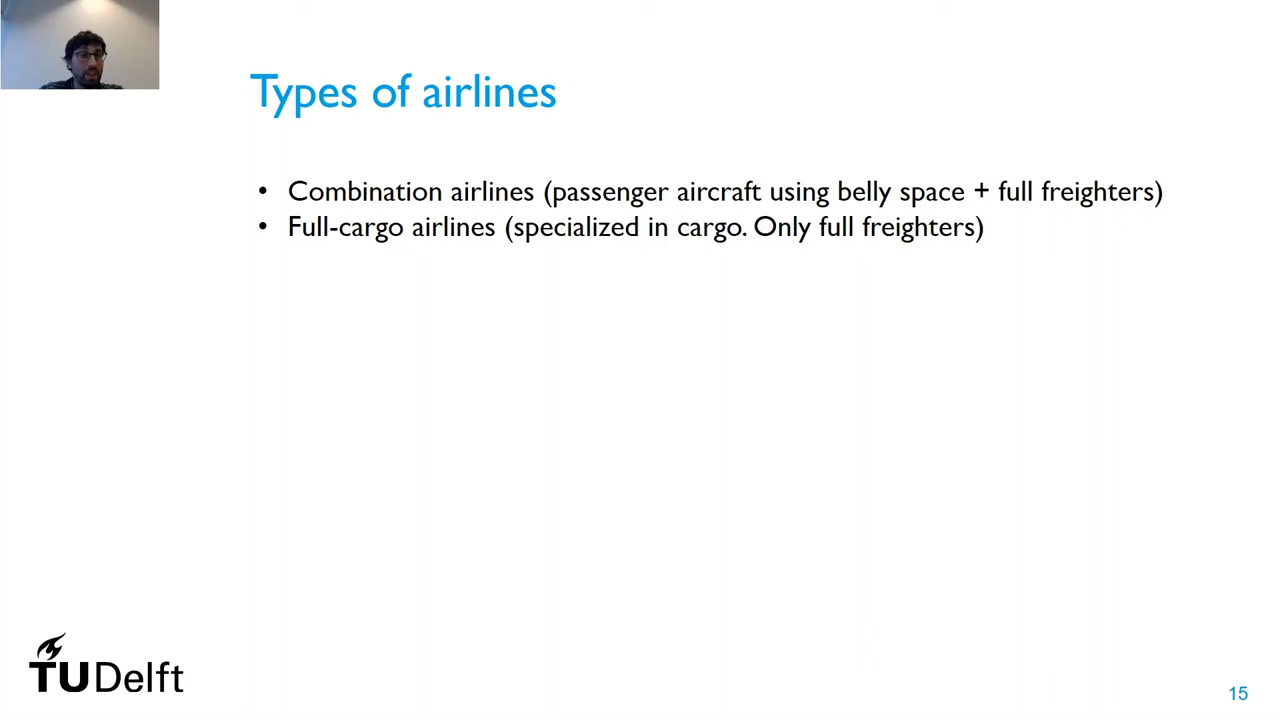 Types of airlines
• Combination airlines (passenger aircraft using belly space + full freighters)
• Full-cargo airlines (specialized in cargo. Only full freighters)
TUDelft
15